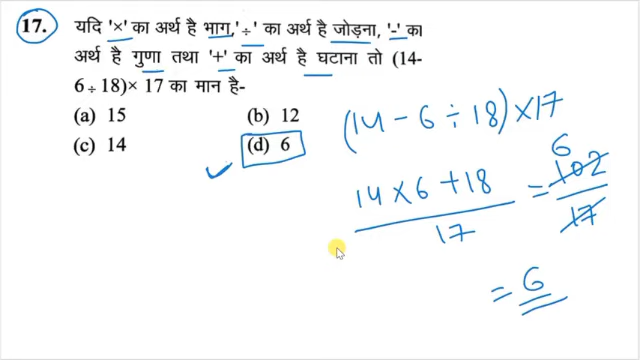 17. यदि '×' का अर्थ है भाग,'÷' का अर्थ है जोड़ना, '-' का
अर्थ है गुणा तथा '+' का अर्थ है घटाना तो (14-
6÷18)× 17 का मान है-
(a) 15 (b) 12
(c) 14 (d) 6
(14 - 6 ÷ 18) × 17
14 × 6 + 18 / 17 = 102 / 17 6
= 6